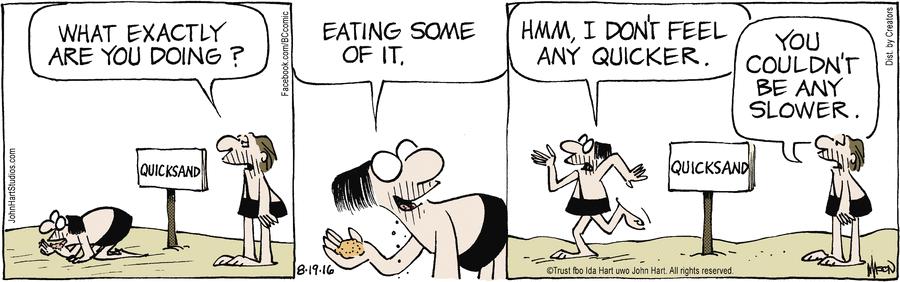 WHAT EXACTLY
ARE YOU DOING?
Facebook.com/BCcomic
JohnHartStudios.com
QUICKSAND
EATING SOME
OF IT.
8·19·16
HMM, I DON'T FEEL
ANY QUICKER.
QUICKSAND
YOU
COULDN'T
BE ANY
SLOWER.
Dist. by Creators
©Trust fbo Ida Hart uwo John Hart. All rights reserved.
MASON